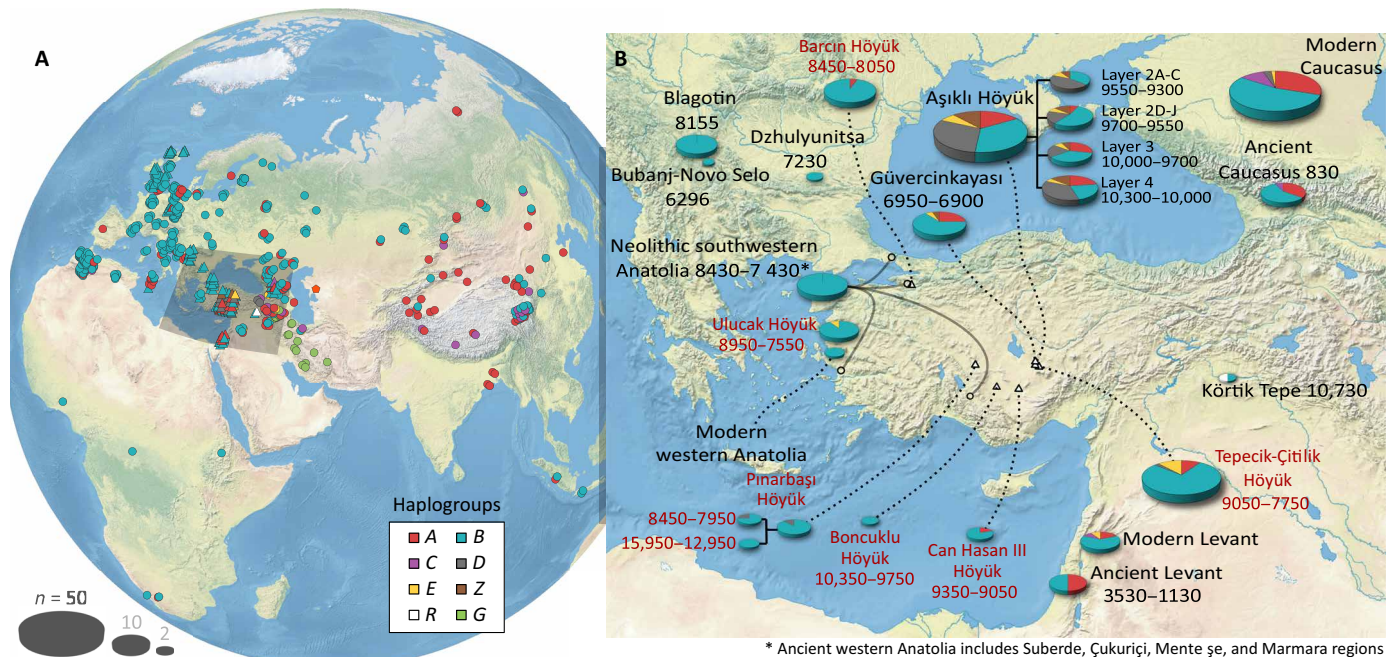 A
Haplogroups
A B
C D
E Z
R G
n = 50
10
2
B
Barcın Höyük
8450–8050
Blagotin
8155
Dzhulyunitsa
7230
Bubanj-Novo Selo
6296
Aşıklı Höyük
Layer 2A-C
9550–9300
Layer 2D-J
9700–9550
Layer 3
10,000–9700
Layer 4
10,300–10,000
Modern
Caucasus
Ancient
Caucasus 830
Güvercinkayası
6950–6900
Neolithic southwestern
Anatolia 8430–7 430*
Ulucak Höyük
8950–7550
Modern
western Anatolia
Körtik Tepe 10,730
Pınarbaşı
Höyük
8450–7950
15,950–12,950
Boncuklu
Höyük
10,350–9750
Can Hasan III
Höyük
9350–9050
Tepecik-Çitilik
Höyük
9050–7750
Modern Levant
Ancient Levant
3530–1130
* Ancient western Anatolia includes Suberde, Çukuriçi, Mente şe, and Marmara regions